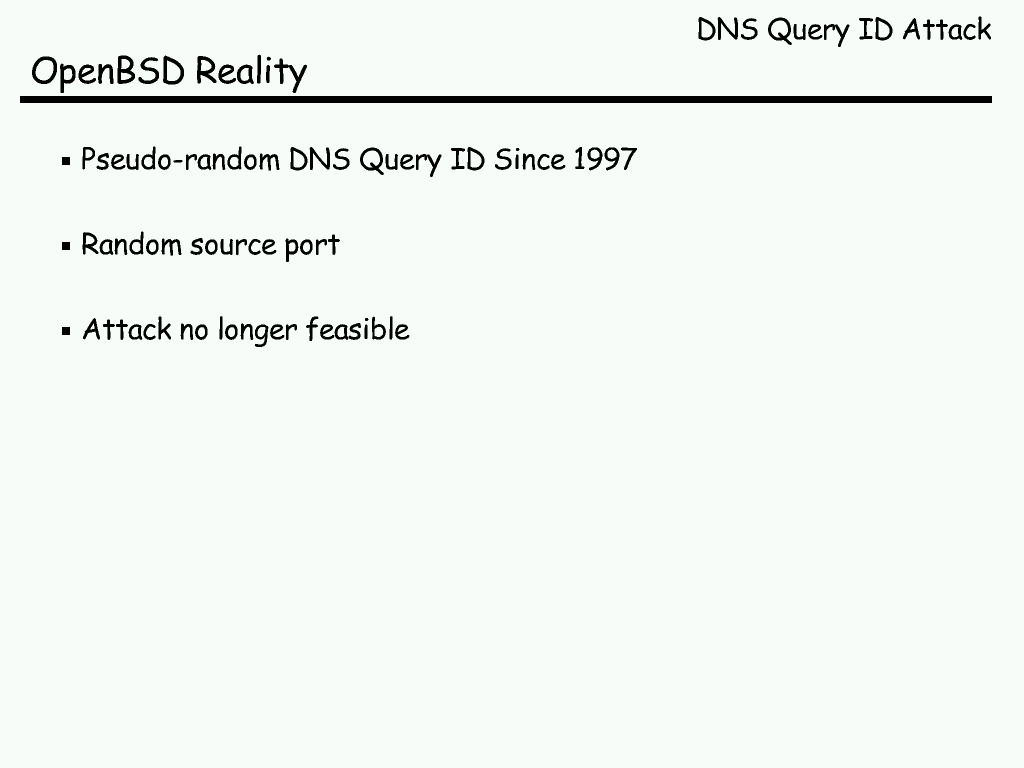 DNS Query ID Attack
OpenBSD Reality
▪ Pseudo-random DNS Query ID Since 1997
▪ Random source port
▪ Attack no longer feasible